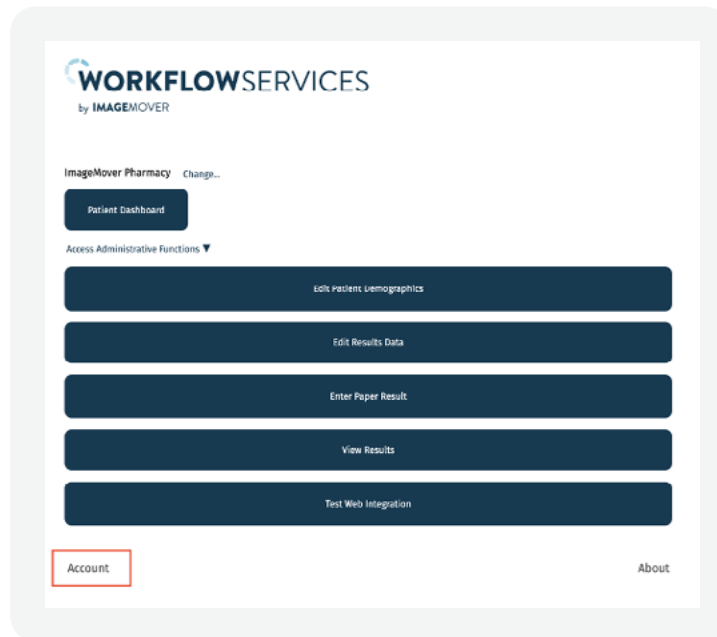 WORKFLOWSERVICES
by IMAGEMOVER
ImageMover Pharmacy Change...
Patient Dashboard
Access Administrative Functions ▼
Edit Patient Demographics
Edit Results Data
Enter Paper Result
View Results
Test Web Integration
Account About